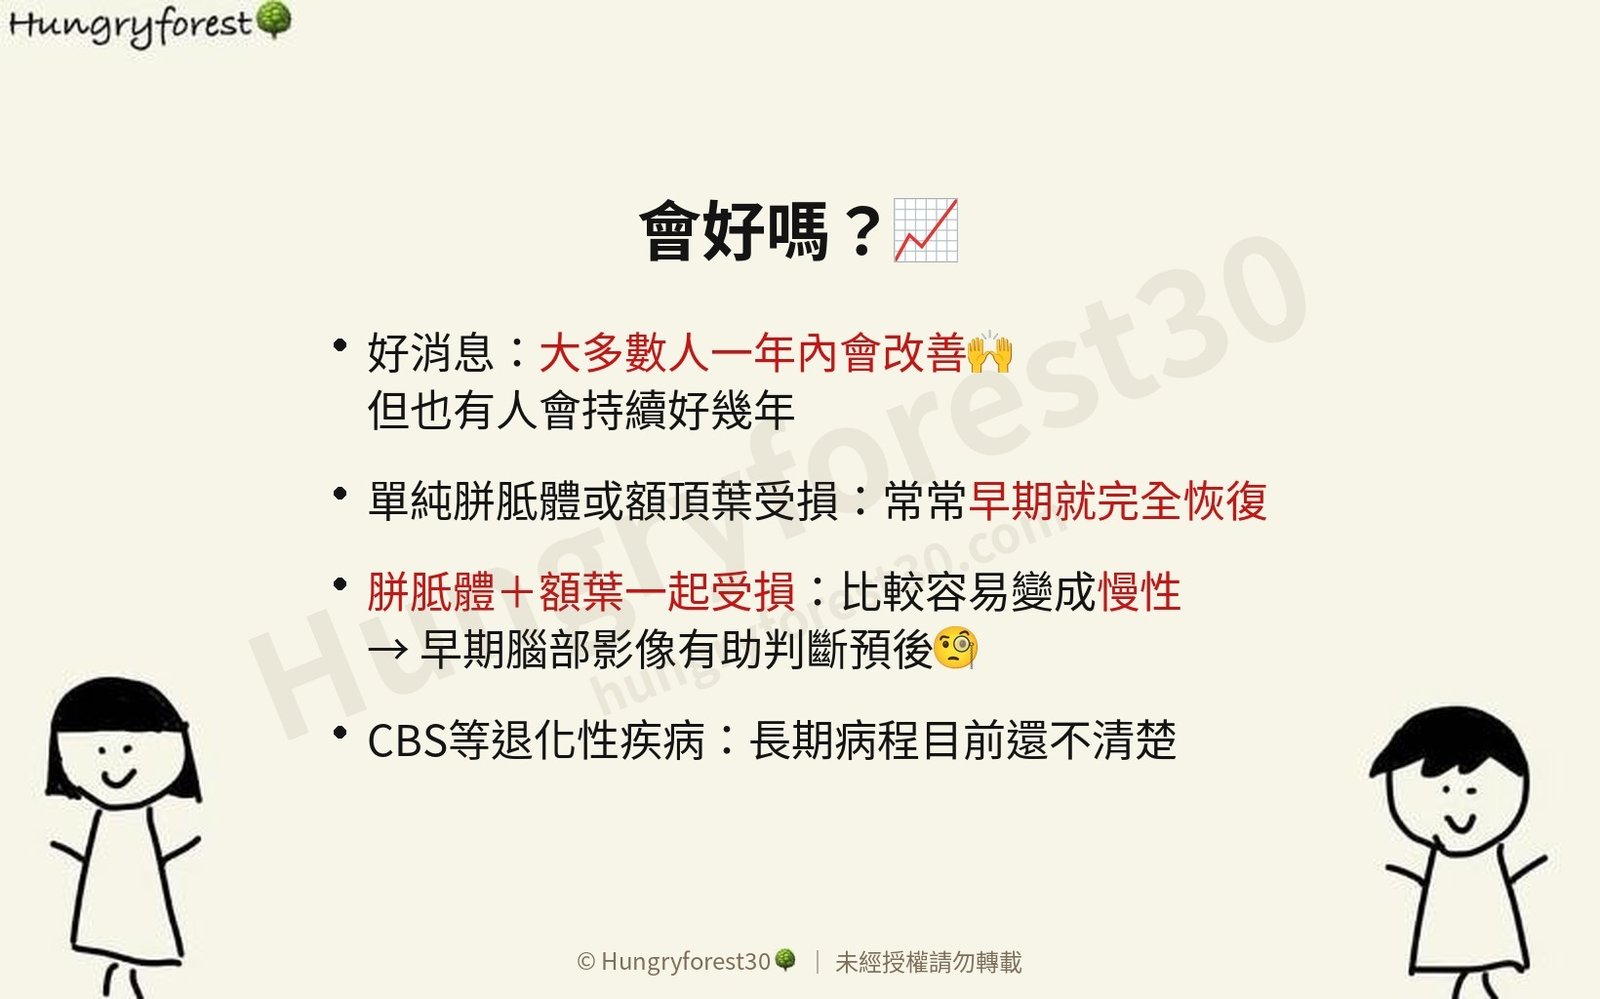 Hungryforest🌳
會好嗎？📈
• 好消息：大多數人一年內會改善🙌
但也有人會持續好幾年
• 單純胼胝體或額頂葉受損：常常早期就完全恢復
• 胼胝體＋額葉一起受損：比較容易變成慢性
→ 早期腦部影像有助判斷預後🧐
• CBS等退化性疾病：長期病程目前還不清楚
Hungryforest30
hungryforest30.com
© Hungryforest30🌳 ｜ 未經授權請勿轉載